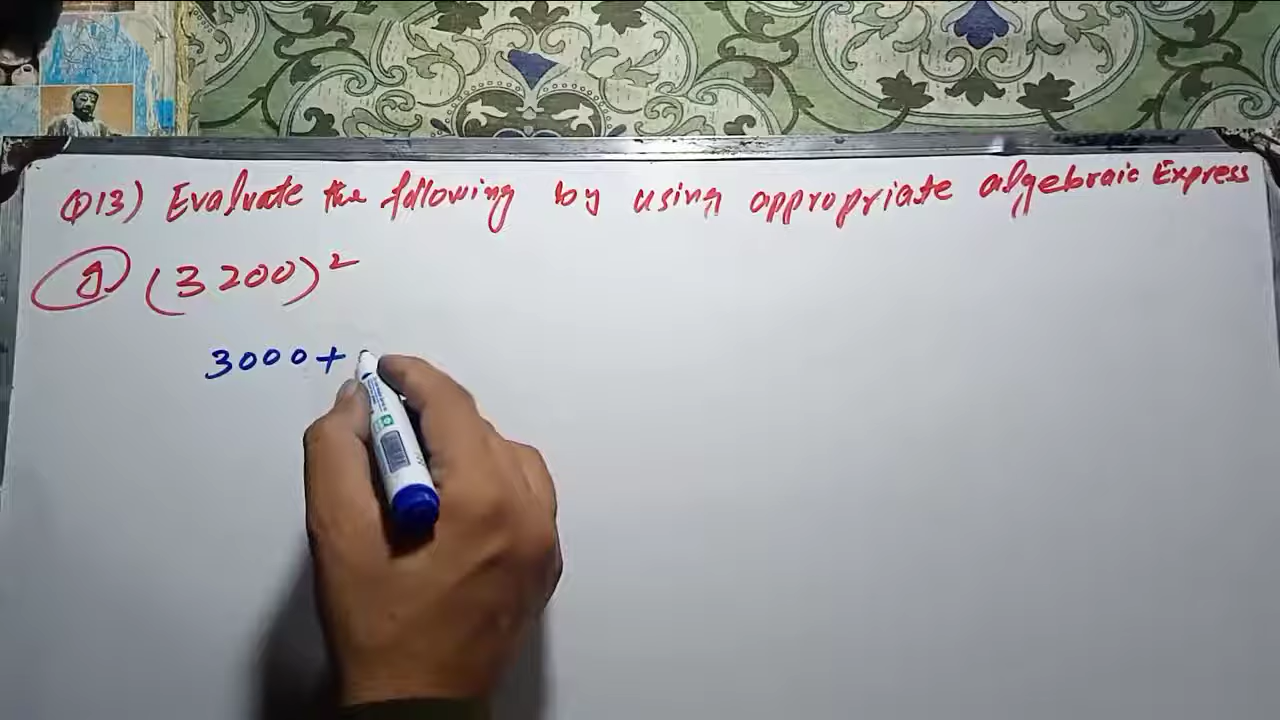 Q13) Evaluate the following by using appropriate algebraic Express
g (3200)²
3000+